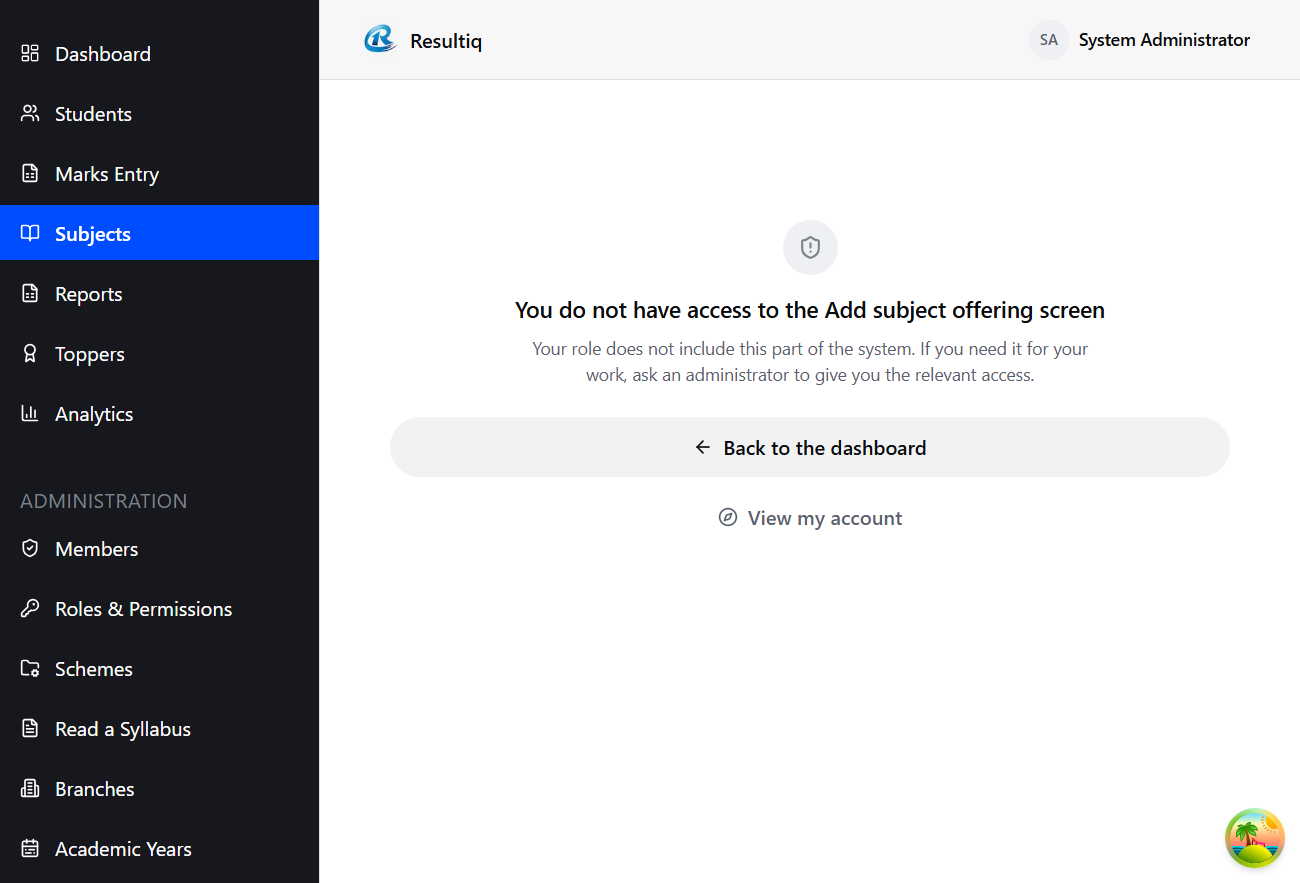 Dashboard
Students
Marks Entry
Subjects
Reports
Toppers
Analytics
ADMINISTRATION
Members
Roles & Permissions
Schemes
Read a Syllabus
Branches
Academic Years
Resultiq
SA System Administrator
You do not have access to the Add subject offering screen
Your role does not include this part of the system. If you need it for your
work, ask an administrator to give you the relevant access.
Back to the dashboard
View my account